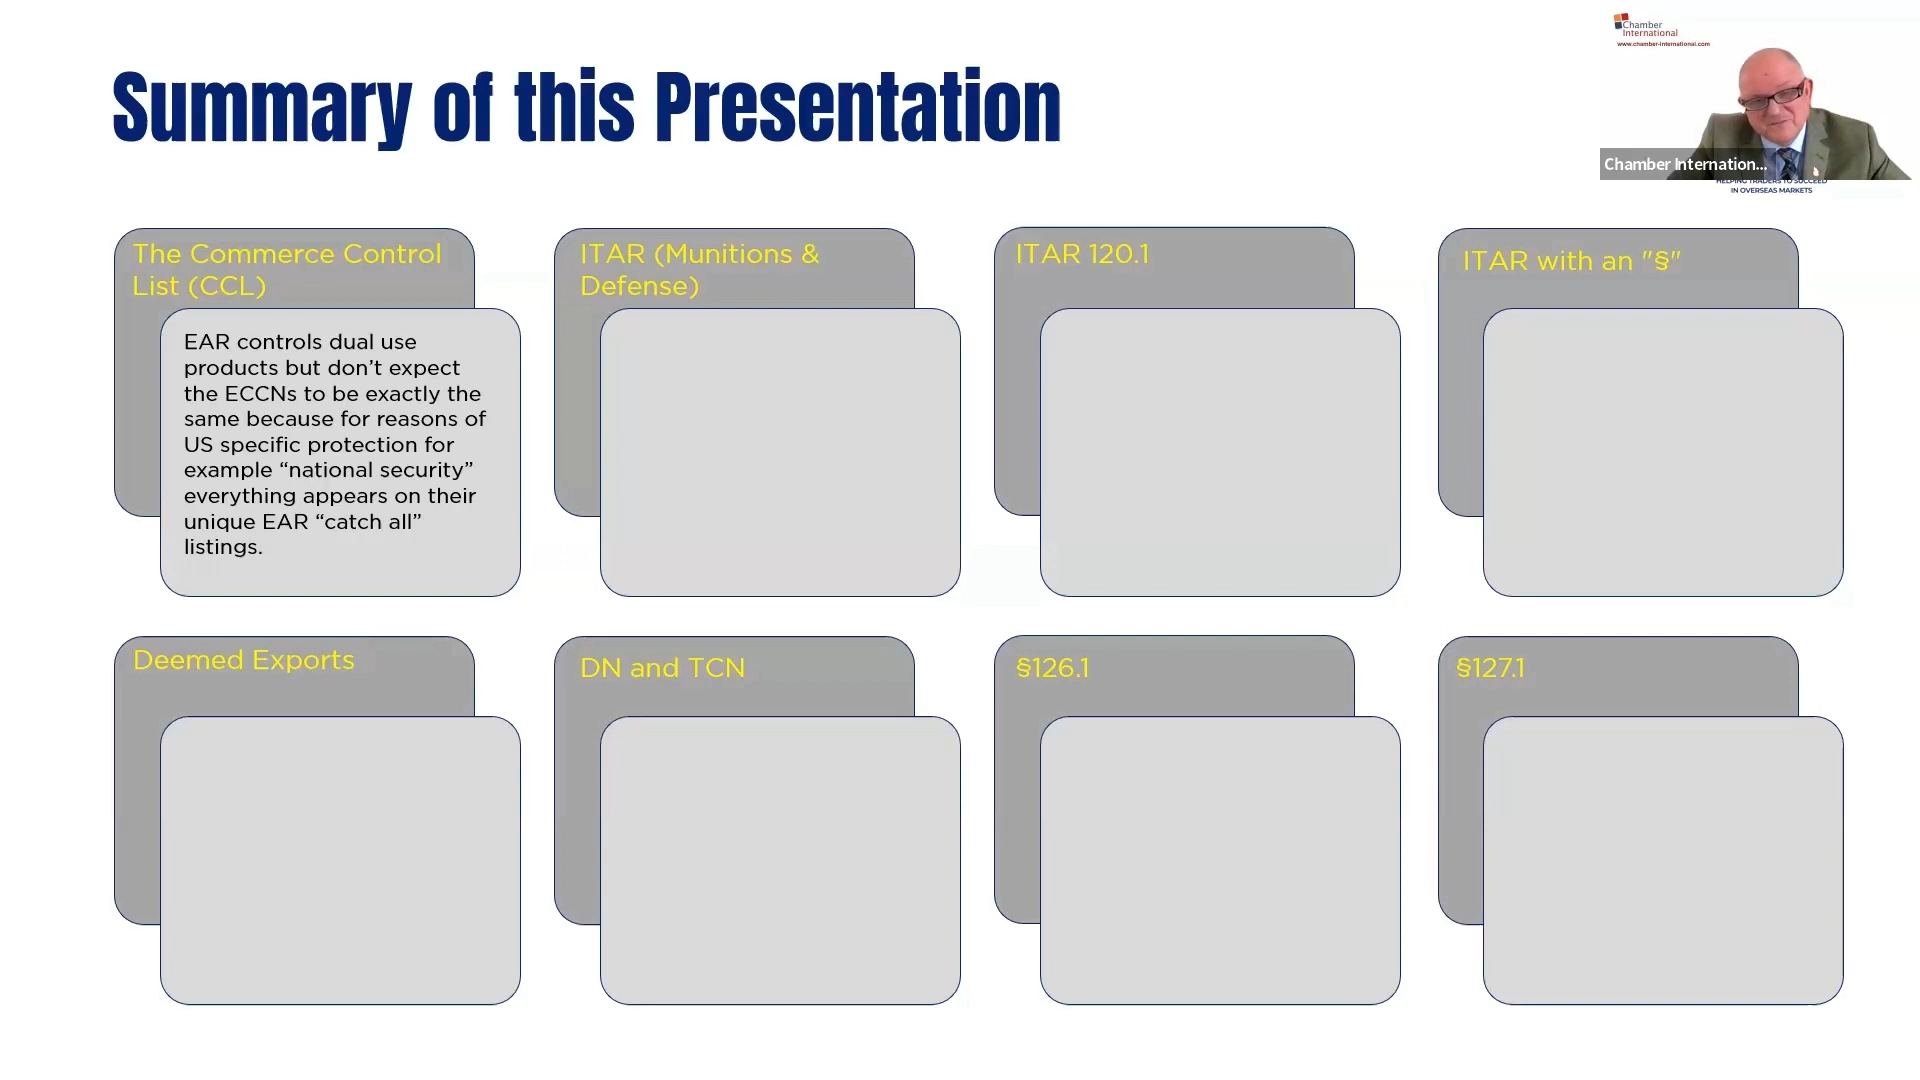 Chamber
International
www.chamber-international.com
Summary of this Presentation
Chamber Internation...
HELPING TRADERS TO SUCCEED
IN OVERSEAS MARKETS
The Commerce Control
List (CCL)
EAR controls dual use
products but don’t expect
the ECCNs to be exactly the
same because for reasons of
US specific protection for
example “national security”
everything appears on their
unique EAR “catch all”
listings.
ITAR (Munitions &
Defense)
ITAR 120.1
ITAR with an "§"
Deemed Exports
DN and TCN
§126.1
§127.1